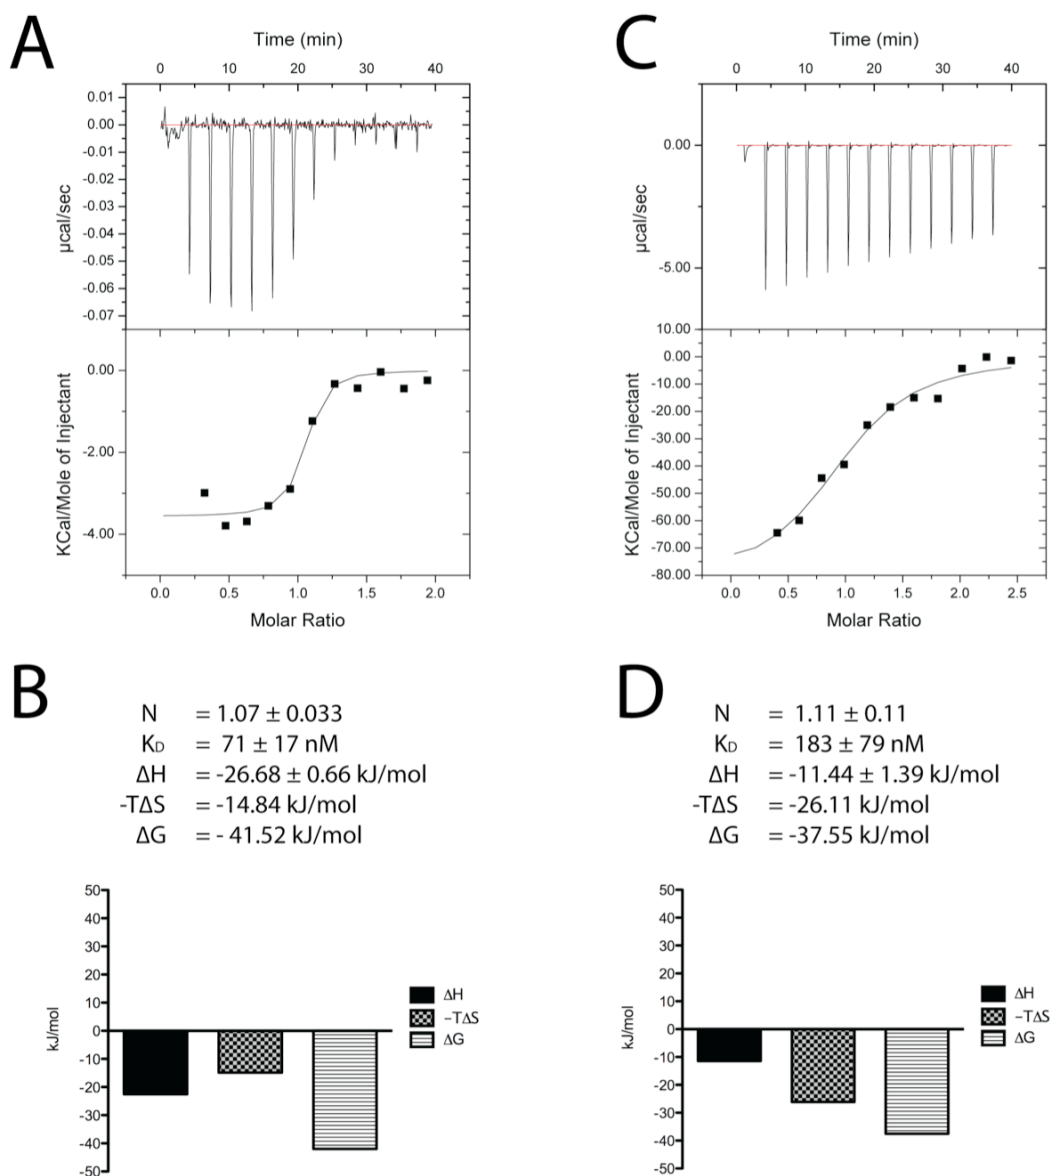 A
Time (min)
0 10 20 30 40
0.01
0.00
-0.01
-0.02
-0.03
-0.04
-0.05
-0.06
-0.07
µcal/sec
0.00
-2.00
-4.00
KCal/Mole of Injectant
0.0 0.5 1.0 1.5 2.0
Molar Ratio
C
Time (min)
0 10 20 30 40
0.00
-5.00
10.00
µcal/sec
0.00
-10.00
-20.00
-30.00
-40.00
-50.00
-60.00
-70.00
-80.00
KCal/Mole of Injectant
0.0 0.5 1.0 1.5 2.0 2.5
Molar Ratio
B
N = 1.07 ± 0.033
KD = 71 ± 17 nM
ΔH = -26.68 ± 0.66 kJ/mol
-TΔS = -14.84 kJ/mol
ΔG = - 41.52 kJ/mol
50
40
30
20
10
0
-10
-20
-30
-40
-50
kJ/mol
ΔH
-TΔS
ΔG
D
N = 1.11 ± 0.11
KD = 183 ± 79 nM
ΔH = -11.44 ± 1.39 kJ/mol
-TΔS = -26.11 kJ/mol
ΔG = -37.55 kJ/mol
50
40
30
20
10
0
-10
-20
-30
-40
-50
kJ/mol
ΔH
-TΔS
ΔG